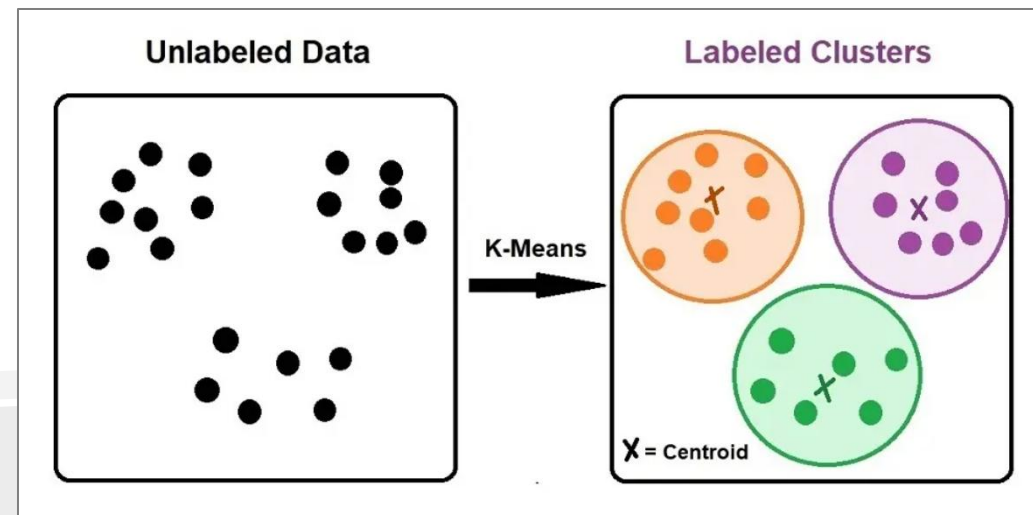 Unlabeled Data
Labeled Clusters
K-Means
X = Centroid